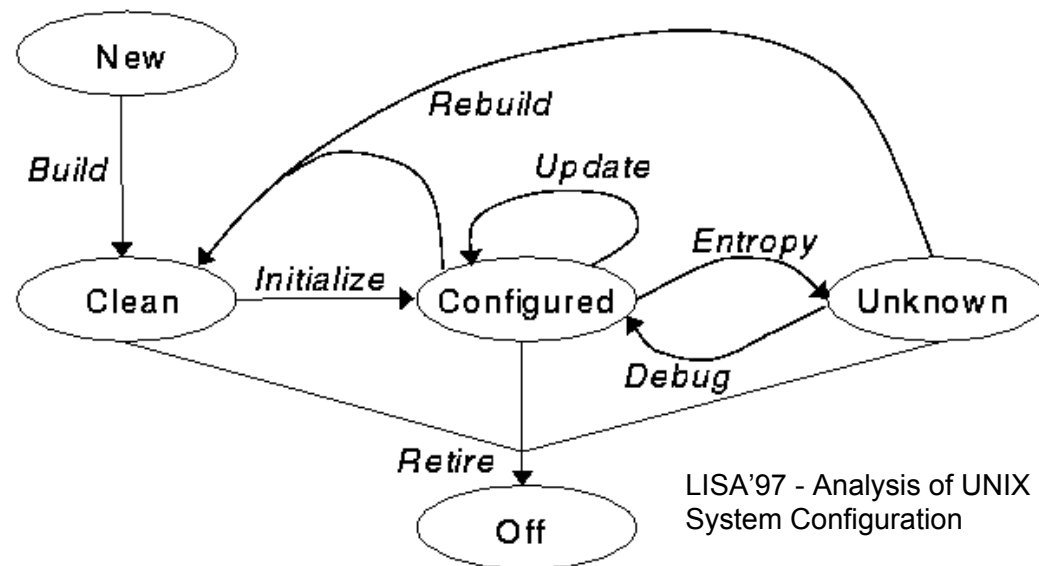 New
Rebuild
Build
Update
Entropy
Initialize
Clean
Configured
Unknown
Debug
Retire
LISA’97 - Analysis of UNIX
System Configuration
Off